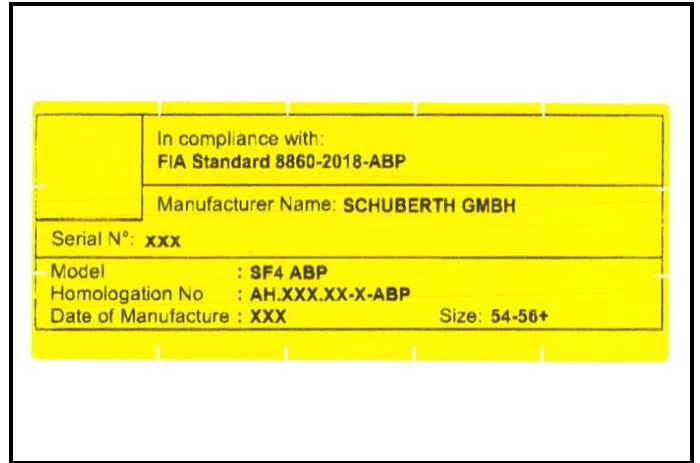 In compliance with:
FIA Standard 8860-2018-ABP
Manufacturer Name: SCHUBERTH GMBH
Serial N°: xxx
Model : SF4 ABP
Homologation No : AH.XXX.XX-X-ABP
Date of Manufacture : XXX Size: 54-56+